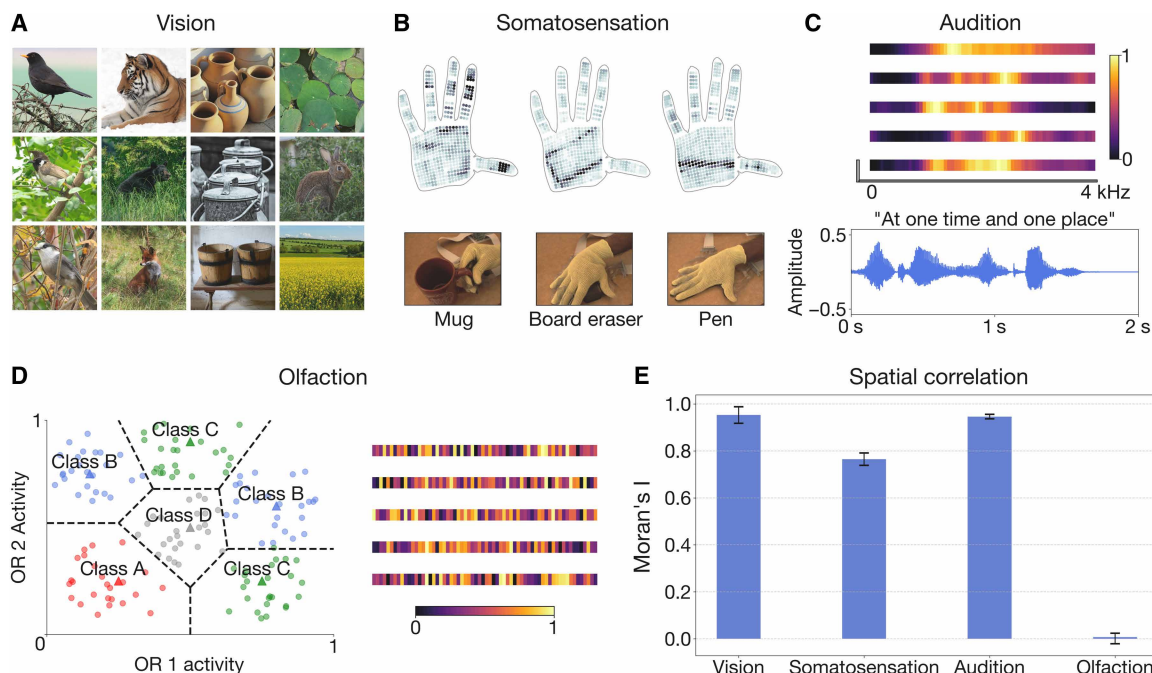 A Vision
B Somatosensation
Mug
Board eraser
Pen
C Audition
1
0
0
4 kHz
"At one time and one place"
Amplitude
0.5
−0.5
0 s
1 s
2 s
D Olfaction
OR 2 Activity
1
0
1
OR 1 activity
Class C
Class B
Class B
Class D
Class A
Class C
0
1
E Spatial correlation
Moran's I
1.0
0.8
0.6
0.4
0.2
0.0
Vision
Somatosensation
Audition
Olfaction